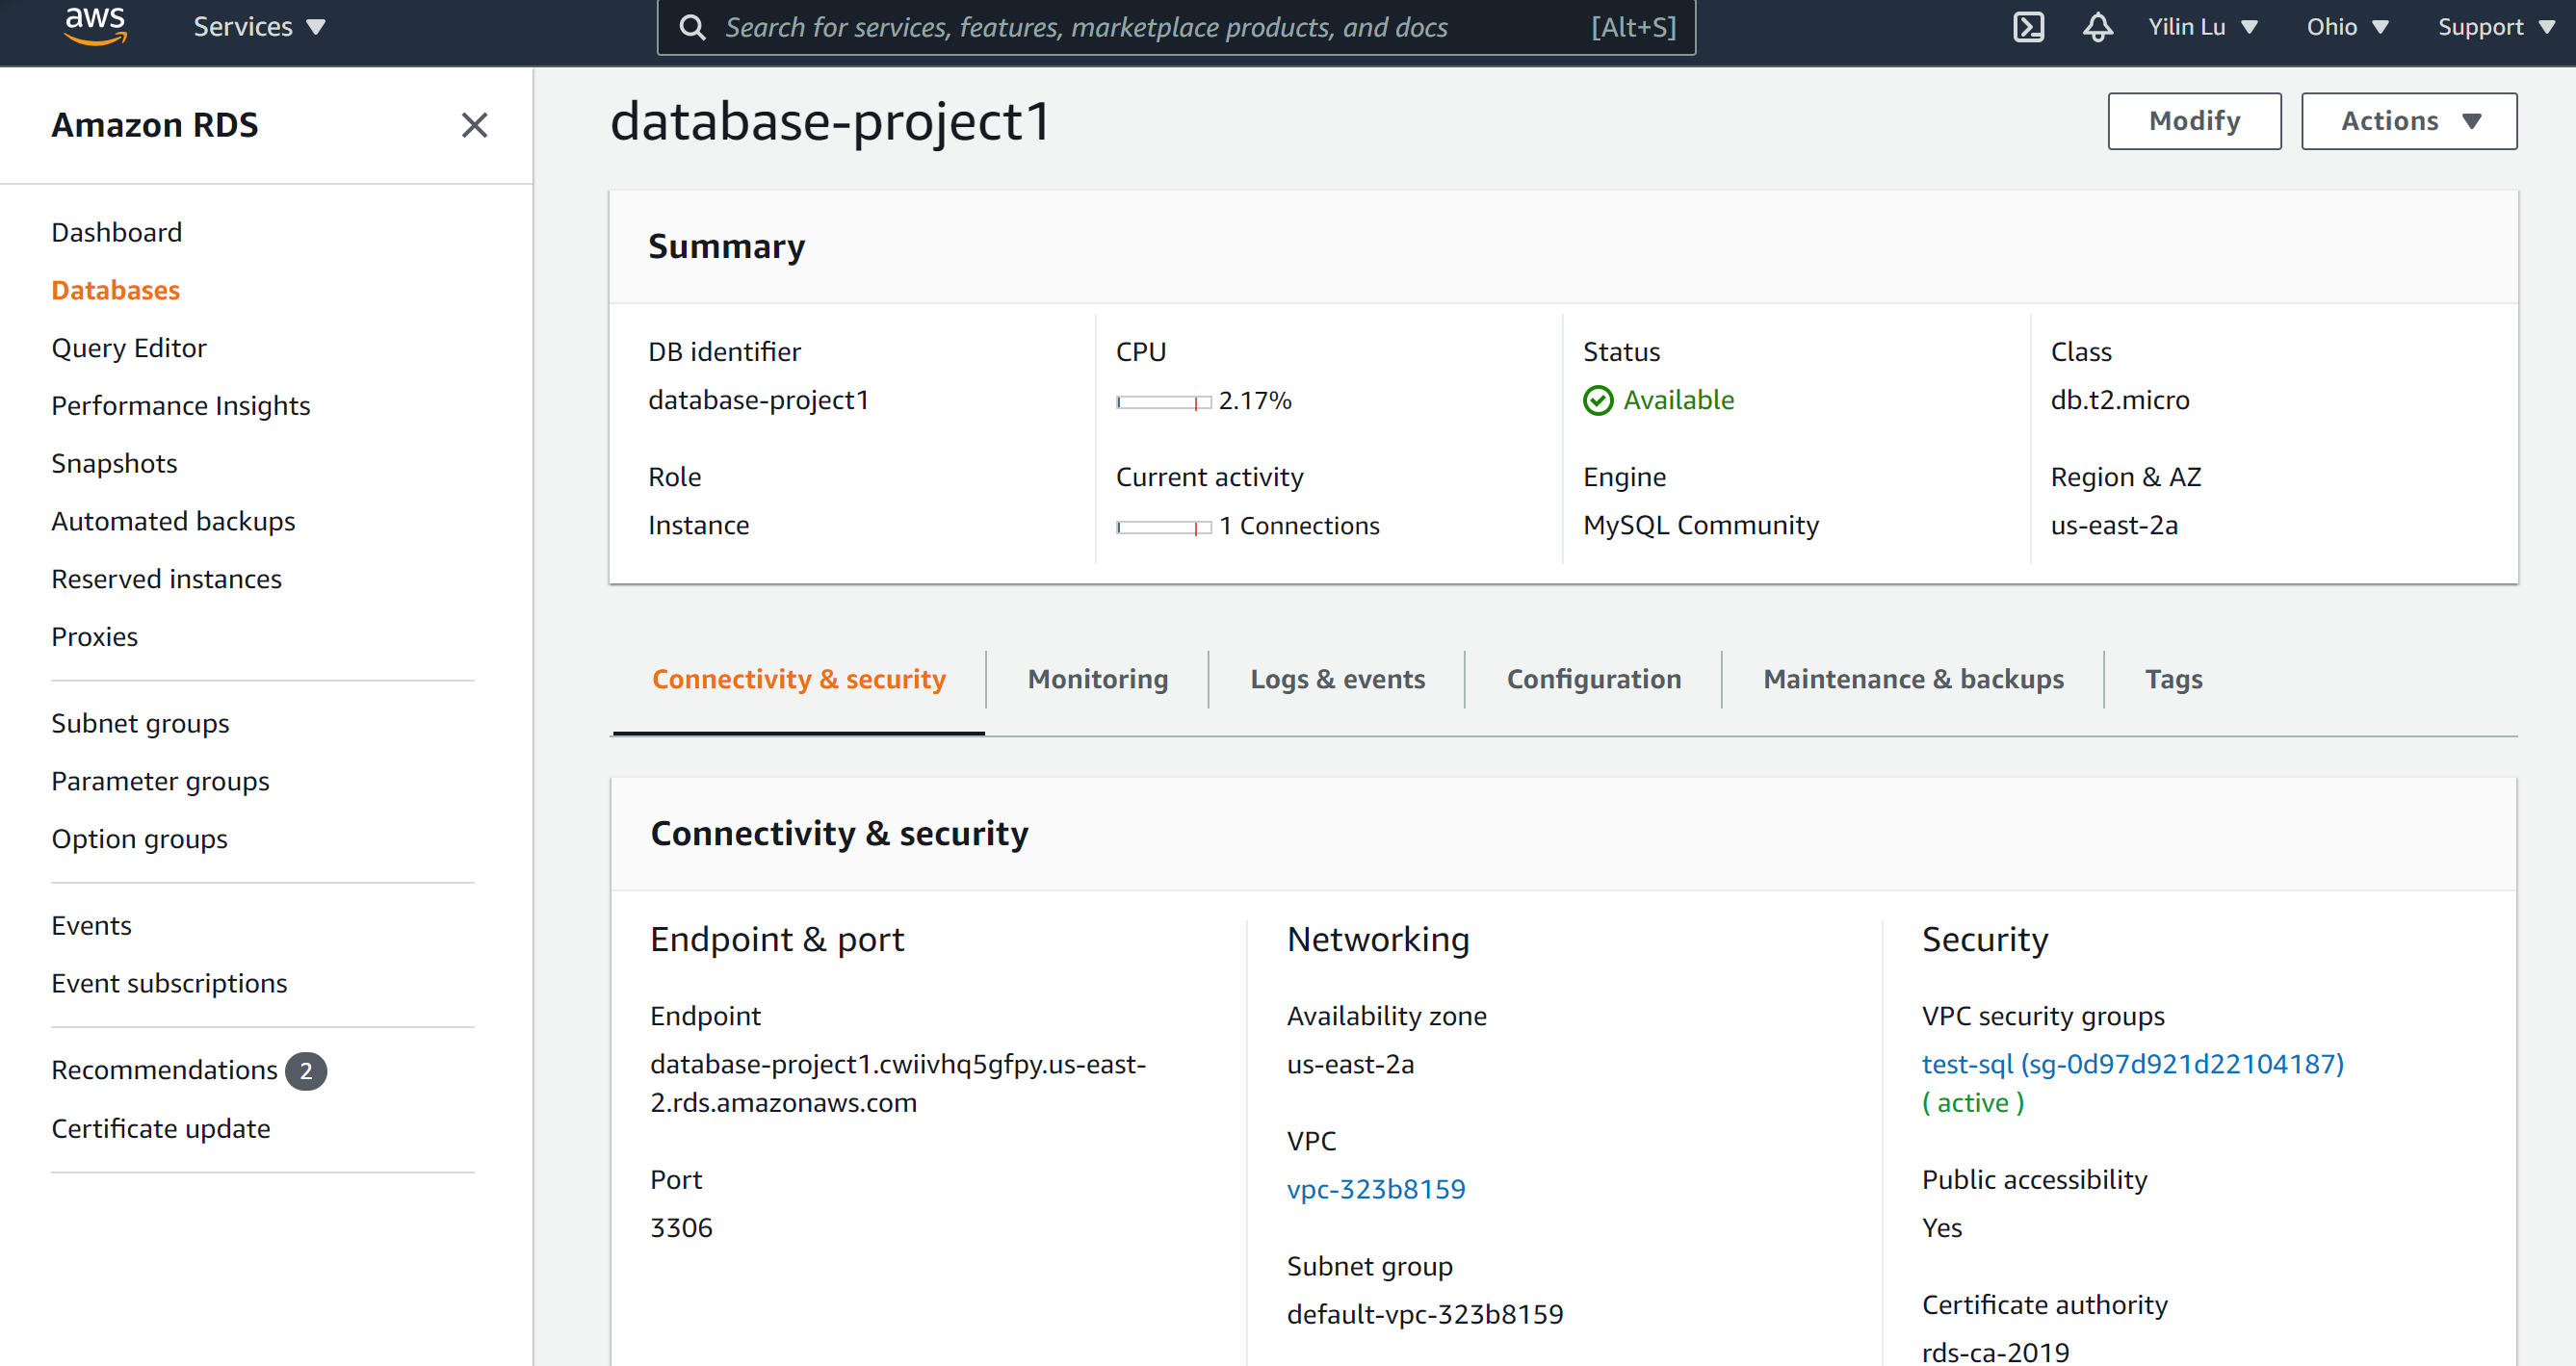 aws
Services
Search for services, features, marketplace products, and docs
[Alt+S]
Yilin Lu
Ohio
Support
Amazon RDS
Dashboard
Databases
Query Editor
Performance Insights
Snapshots
Automated backups
Reserved instances
Proxies
Subnet groups
Parameter groups
Option groups
Events
Event subscriptions
Recommendations 2
Certificate update
database-project1
Modify
Actions
Summary
DB identifier
database-project1
Role
Instance
CPU
2.17%
Current activity
1 Connections
Status
Available
Engine
MySQL Community
Class
db.t2.micro
Region & AZ
us-east-2a
Connectivity & security
Monitoring
Logs & events
Configuration
Maintenance & backups
Tags
Connectivity & security
Endpoint & port
Endpoint
database-project1.cwiivhq5gfpy.us-east-
2.rds.amazonaws.com
Port
3306
Networking
Availability zone
us-east-2a
VPC
vpc-323b8159
Subnet group
default-vpc-323b8159
Security
VPC security groups
test-sql (sg-0d97d921d22104187)
( active )
Public accessibility
Yes
Certificate authority
rds-ca-2019